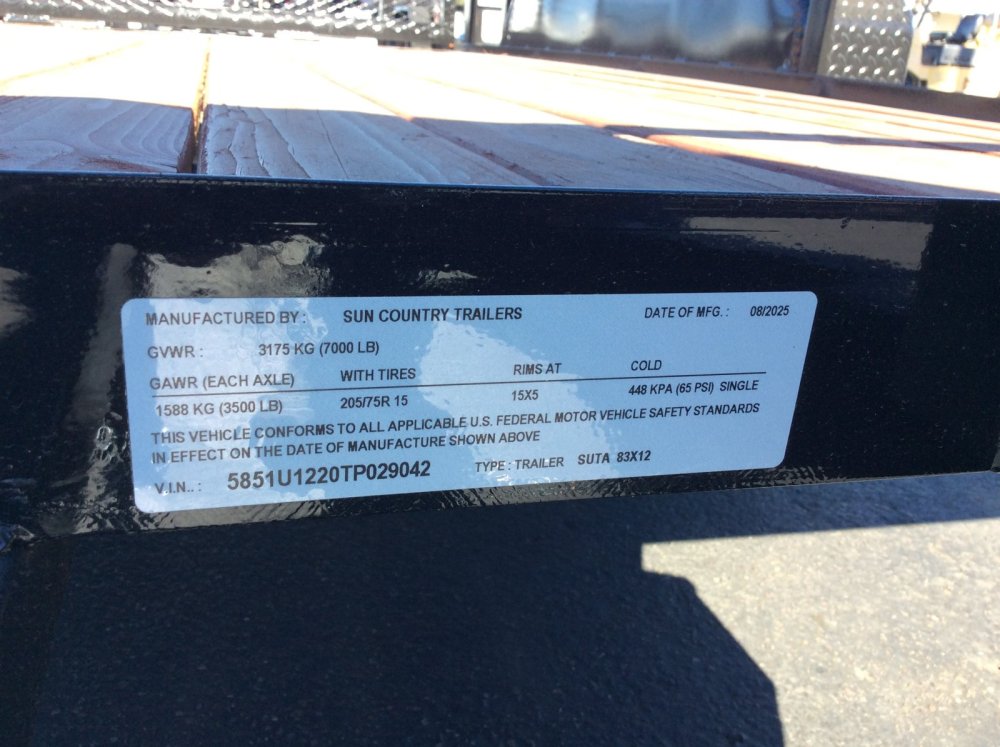 MANUFACTURED BY : SUN COUNTRY TRAILERS DATE OF MFG. : 08/2025
GVWR : 3175 KG (7000 LB)
GAWR (EACH AXLE) WITH TIRES RIMS AT COLD
1588 KG (3500 LB) 205/75R 15 15X5 448 KPA (65 PSI) SINGLE
THIS VEHICLE CONFORMS TO ALL APPLICABLE U.S. FEDERAL MOTOR VEHICLE SAFETY STANDARDS
IN EFFECT ON THE DATE OF MANUFACTURE SHOWN ABOVE
V.I.N.. : 5851U1220TP029042 TYPE : TRAILER SUTA 83X12